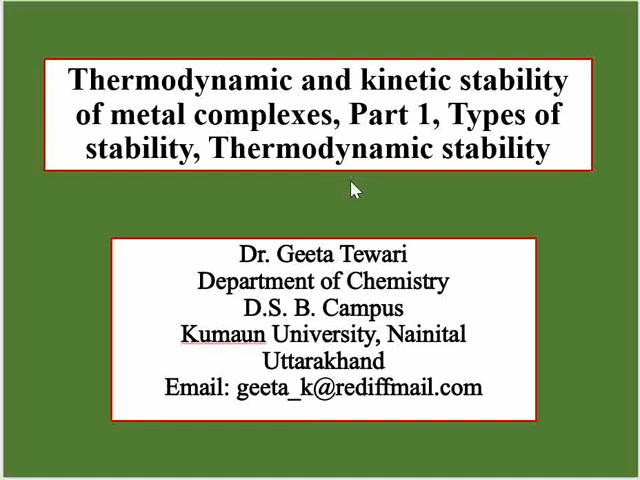 Thermodynamic and kinetic stability
of metal complexes, Part 1, Types of
stability, Thermodynamic stability
Dr. Geeta Tewari
Department of Chemistry
D.S. B. Campus
Kumaun University, Nainital
Uttarakhand
Email: geeta_k@rediffmail.com